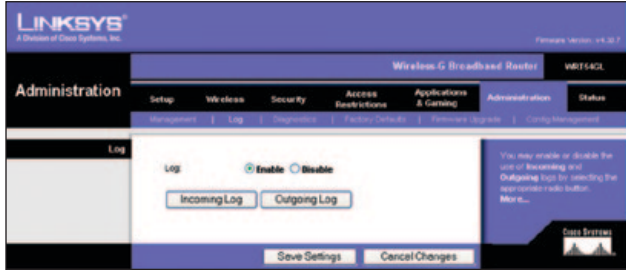 LINKSYS®
A Division of Cisco Systems, Inc.
Firmware Version: v4.30.7
Wireless-G Broadband Router WRT54GL
Administration
Setup Wireless Security Access Restrictions Applications & Gaming Administration Status
Management | Log | Diagnostics | Factory Defaults | Firmware Upgrade | Config Management
Log
Log: Enable Disable
Incoming Log Outgoing Log
You may enable or disable the
use of Incoming and
Outgoing logs by selecting the
appropriate radio button.
More...
CISCO SYSTEMS
Save Settings Cancel Changes